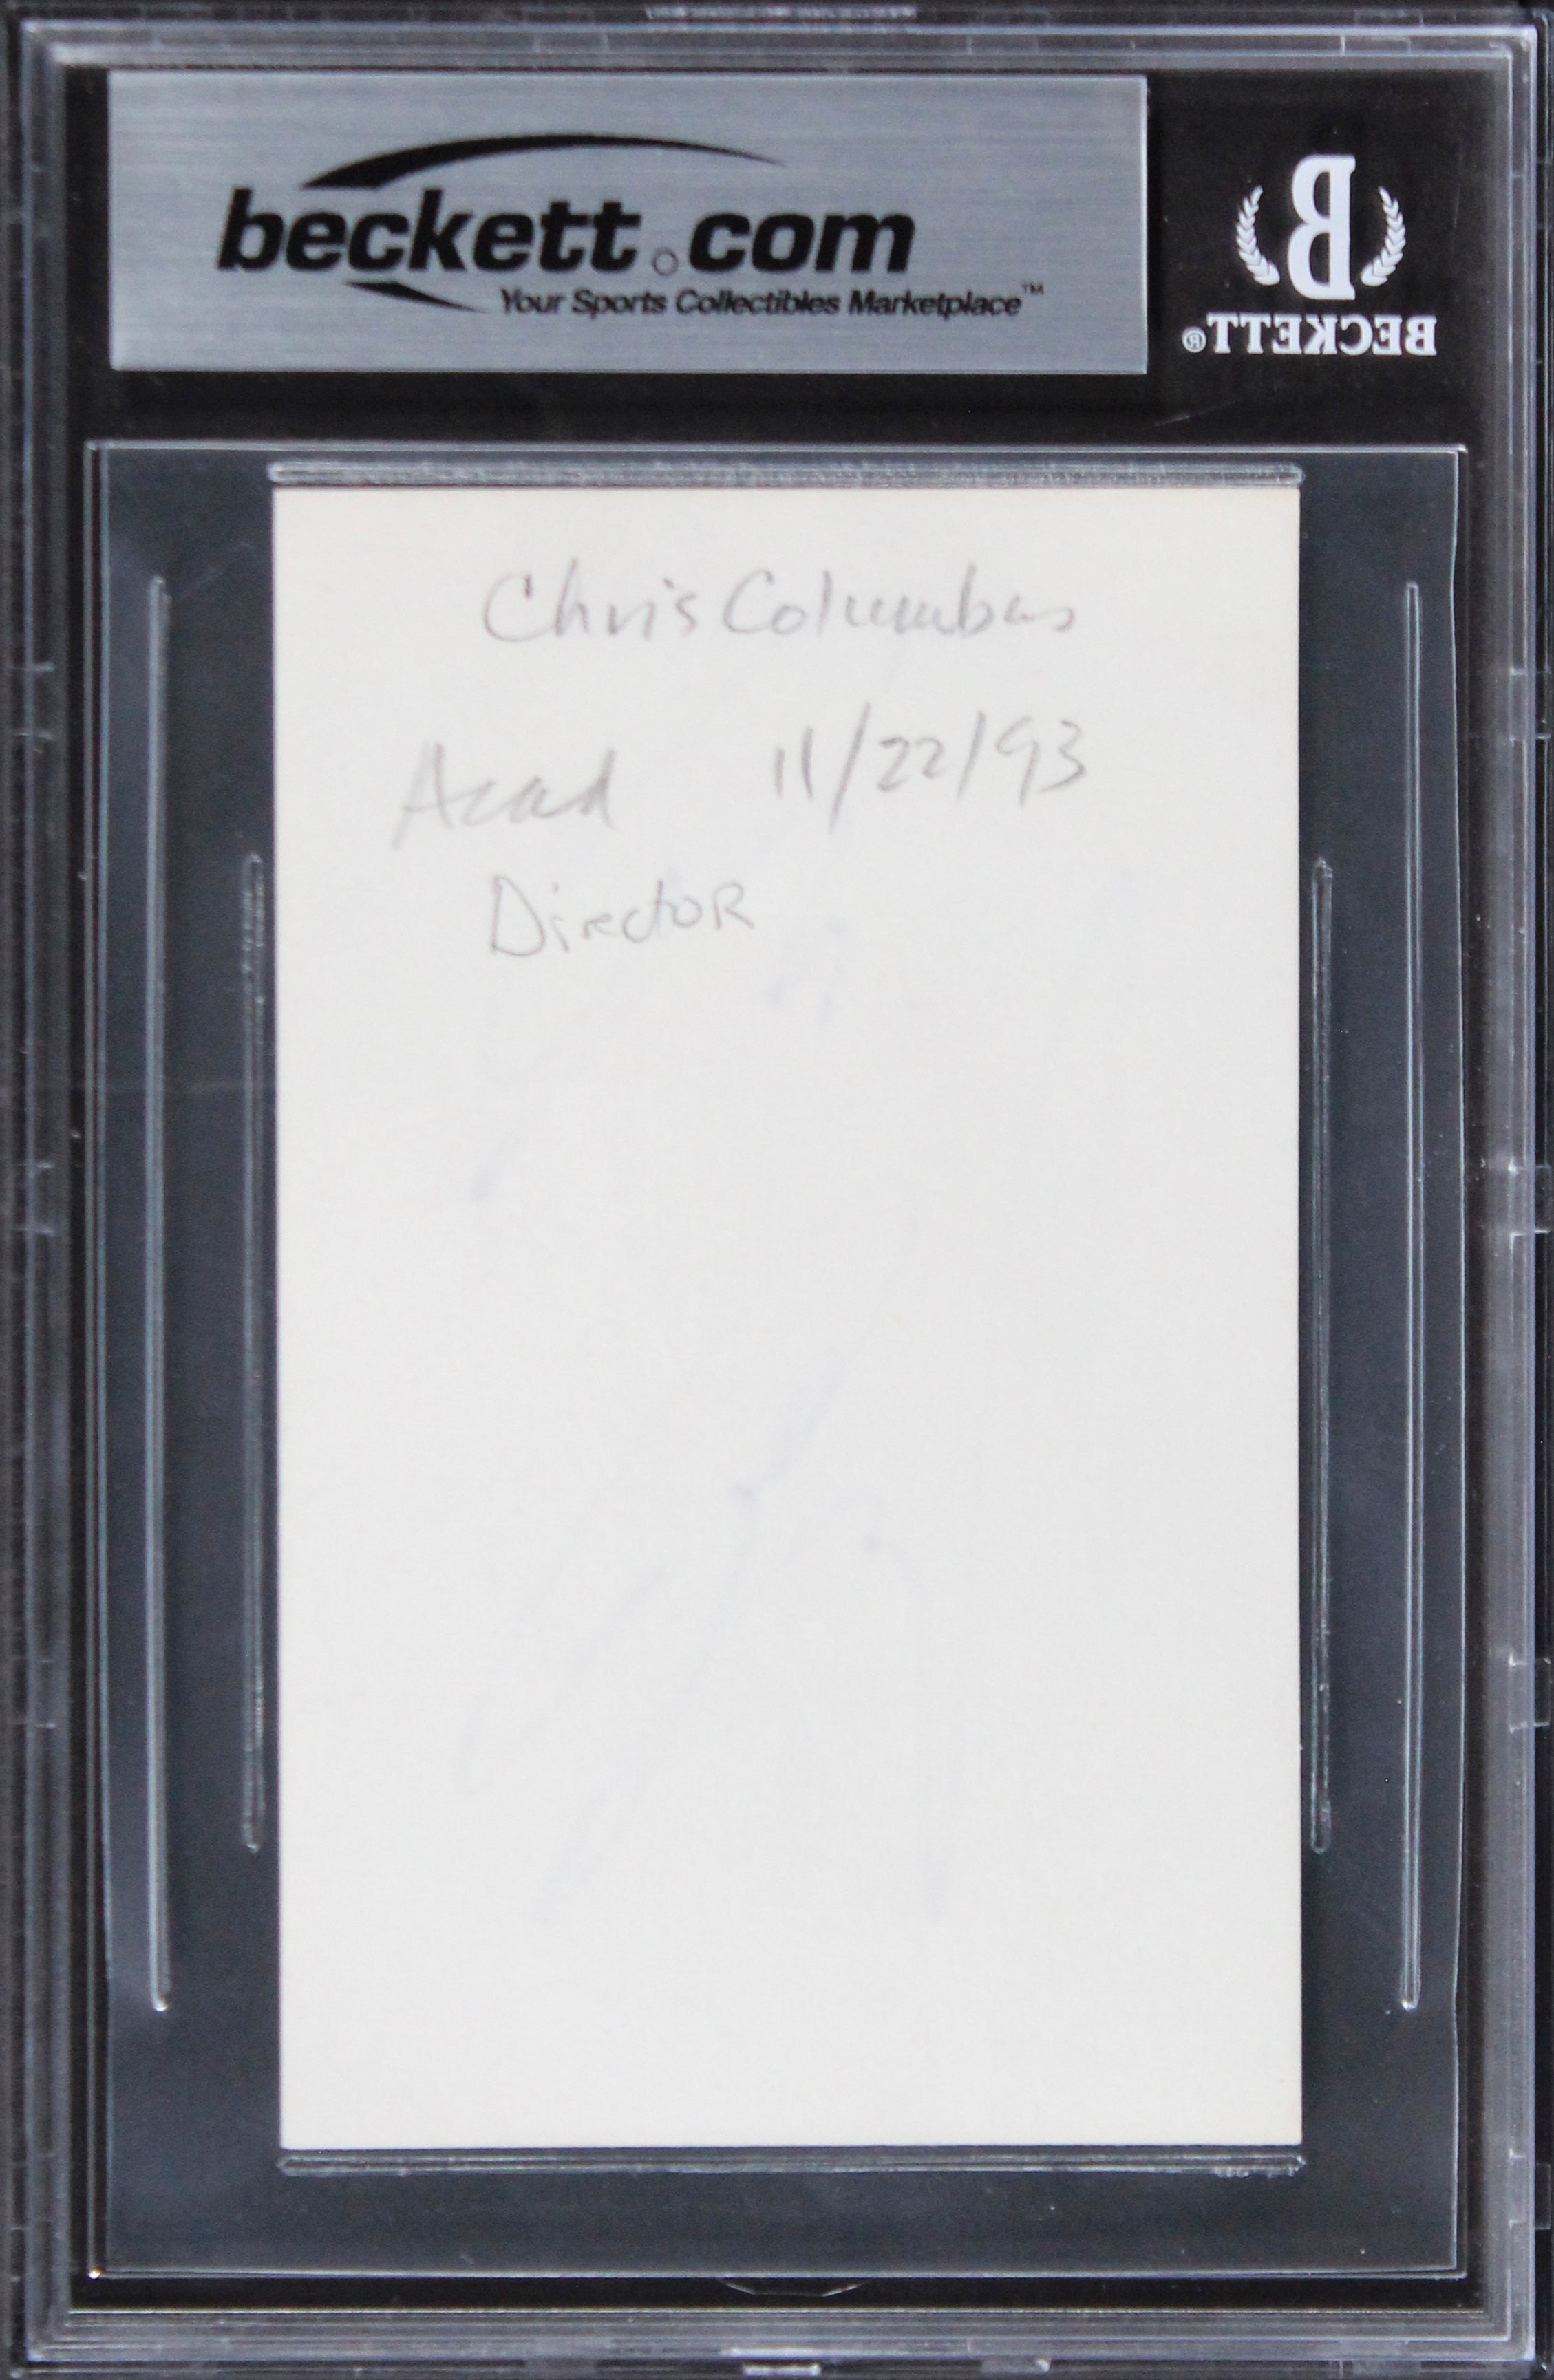 beckett.com
Your Sports Collectibles Marketplace™
B
BECKETT®
Chris Columbus
Acad 11/22/93
Director